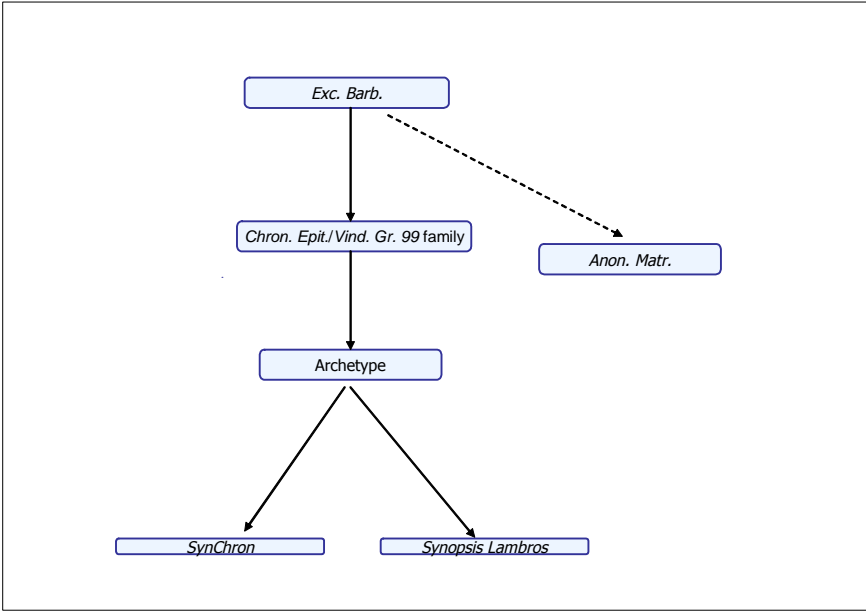 Exc. Barb.
Chron. Epit./Vind. Gr. 99 family
Anon. Matr.
Archetype
SynChron
Synopsis Lambros